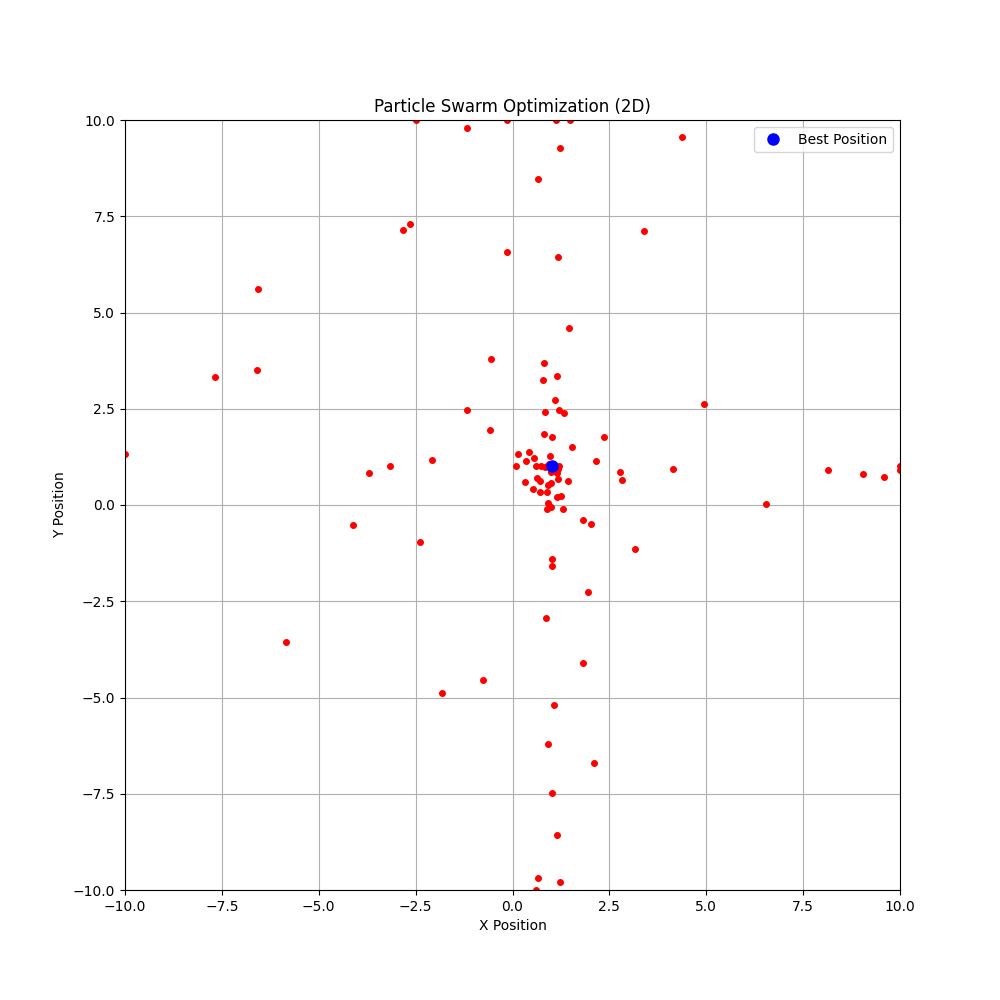 Particle Swarm Optimization (2D)
Best Position
10.0
7.5
5.0
2.5
0.0
−2.5
−5.0
−7.5
−10.0
Y Position
−10.0 −7.5 −5.0 −2.5 0.0 2.5 5.0 7.5 10.0
X Position